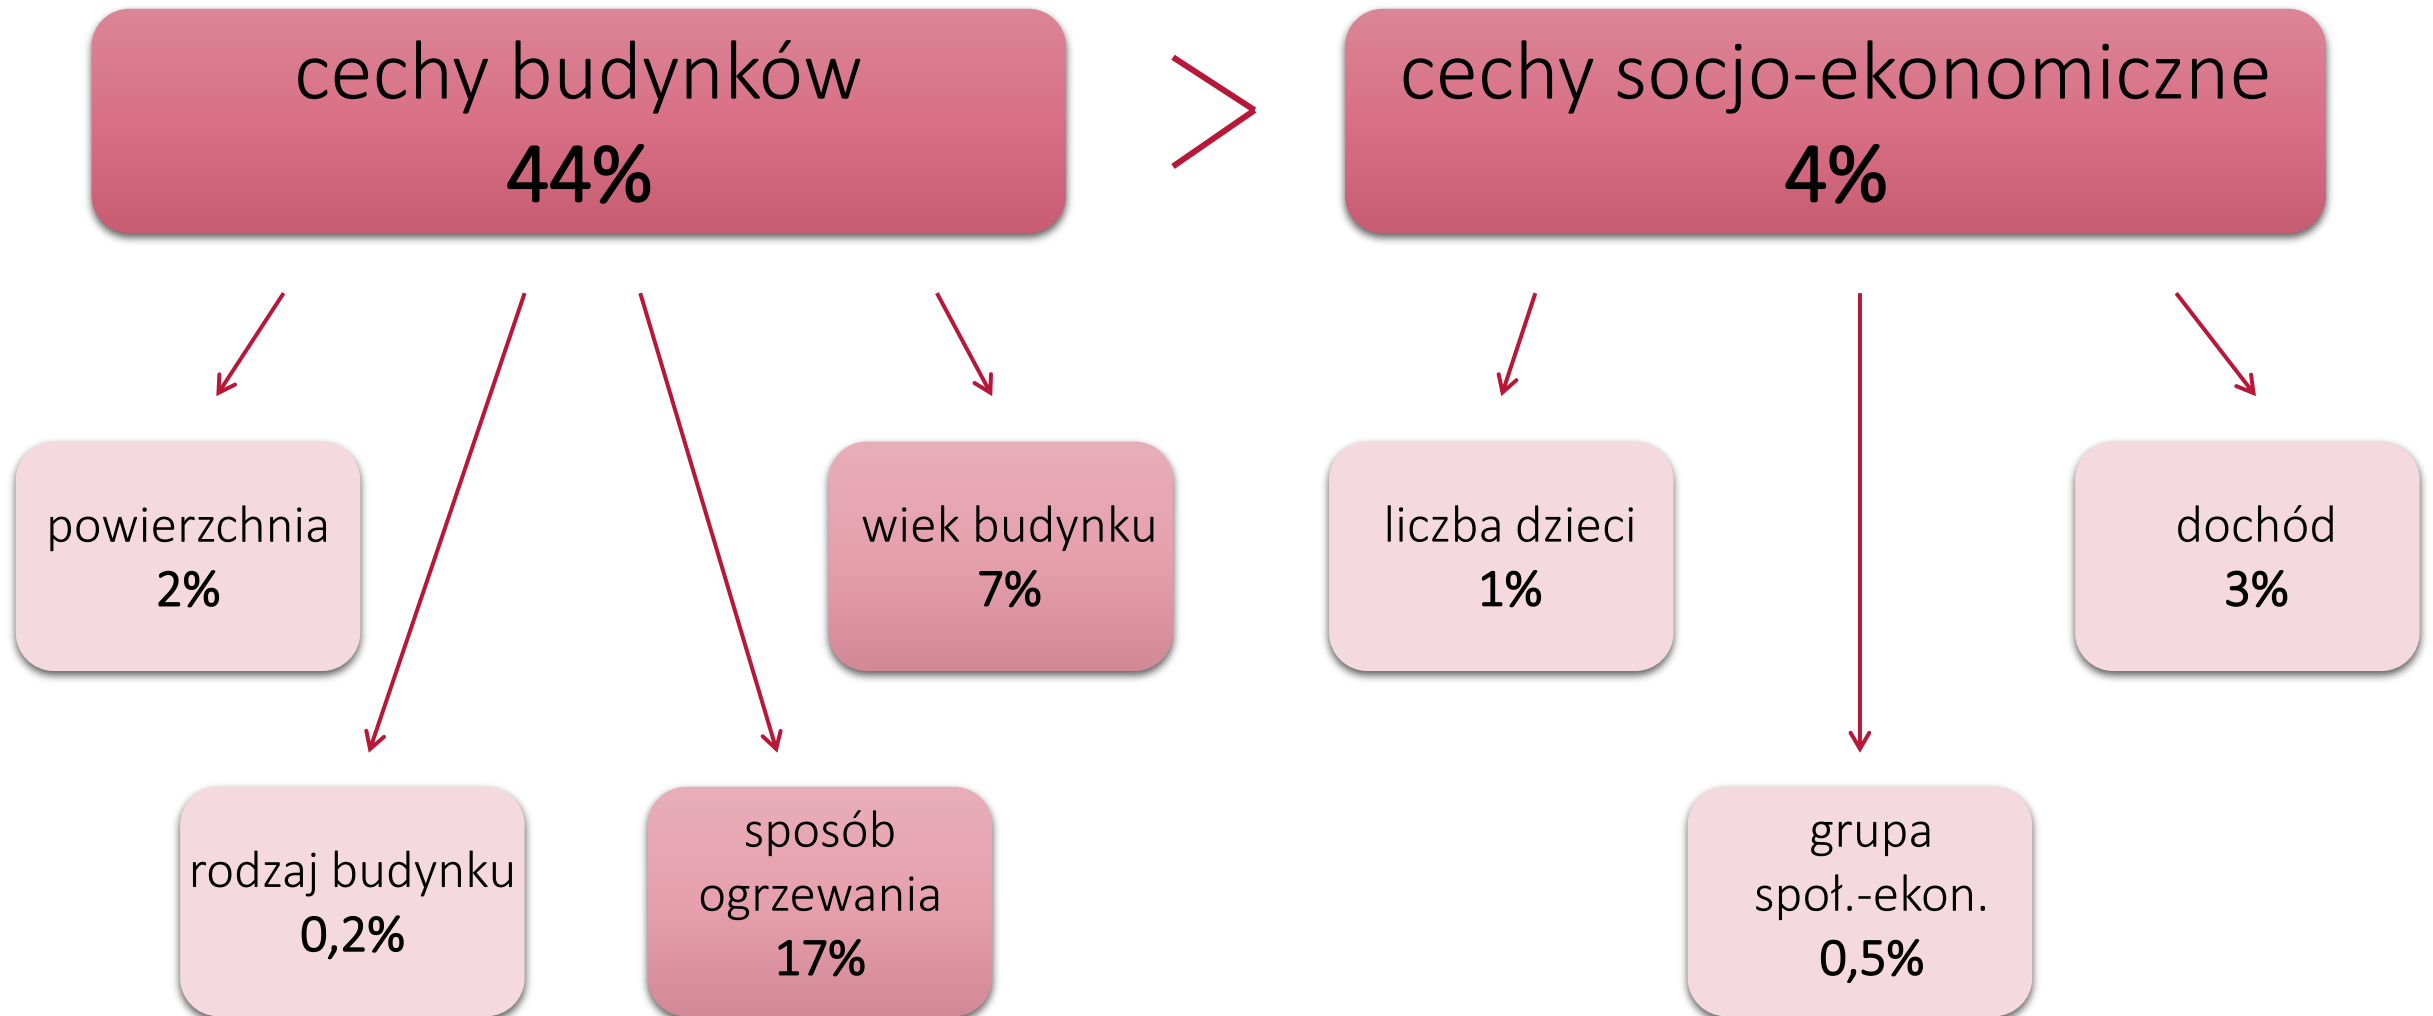 cechy budynków
44%
cechy socjo-ekonomiczne
4%
powierzchnia
2%
wiek budynku
7%
liczba dzieci
1%
dochód
3%
rodzaj budynku
0,2%
sposób
ogrzewania
17%
grupa
społ.-ekon.
0,5%